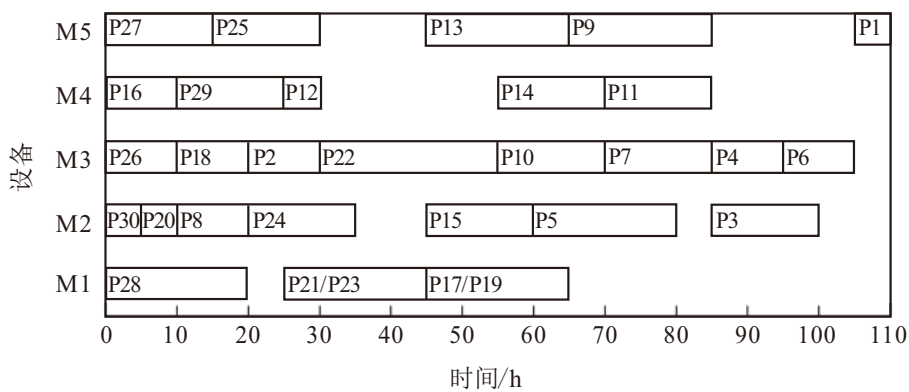 M5 P27 P25 P13 P9 P1
M4 P16 P29 P12 P14 P11
M3 P26 P18 P2 P22 P10 P7 P4 P6
M2 P30 P20 P8 P24 P15 P5 P3
M1 P28 P21/P23 P17/P19
设备
0 10 20 30 40 50 60 70 80 90 100 110
时间/h